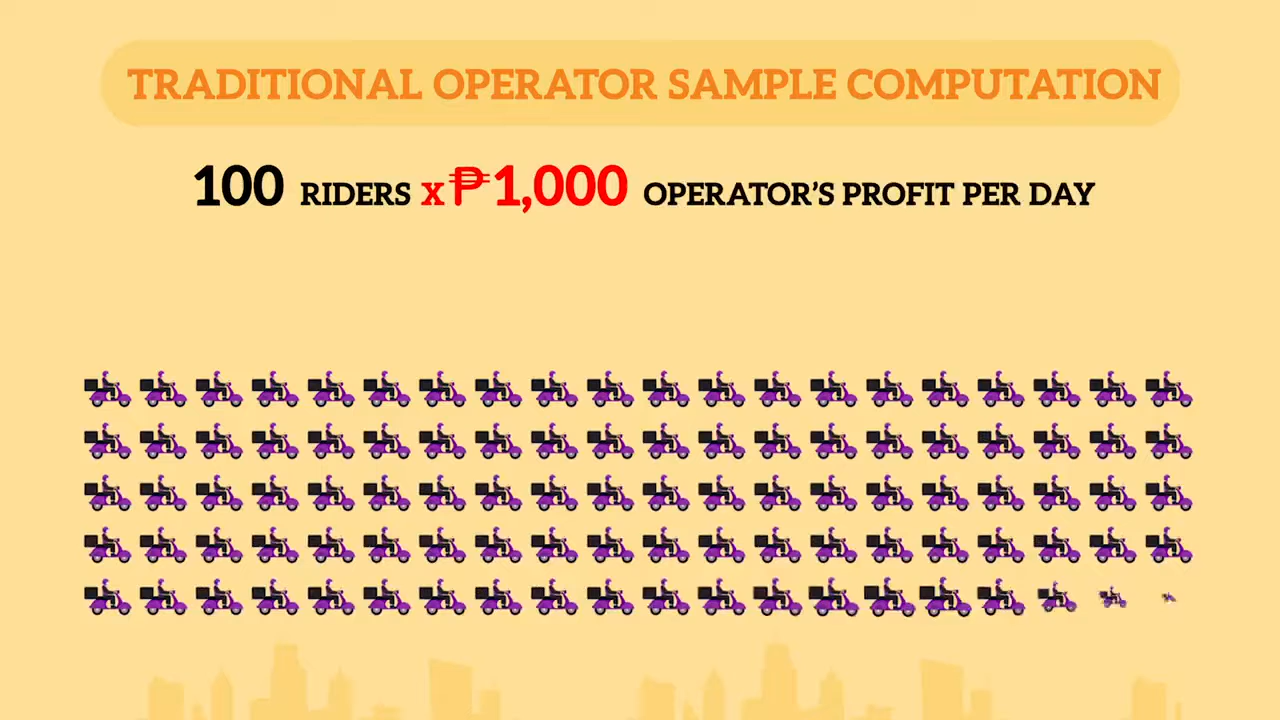 TRADITIONAL OPERATOR SAMPLE COMPUTATION
100 RIDERS X ₱1,000 OPERATOR'S PROFIT PER DAY